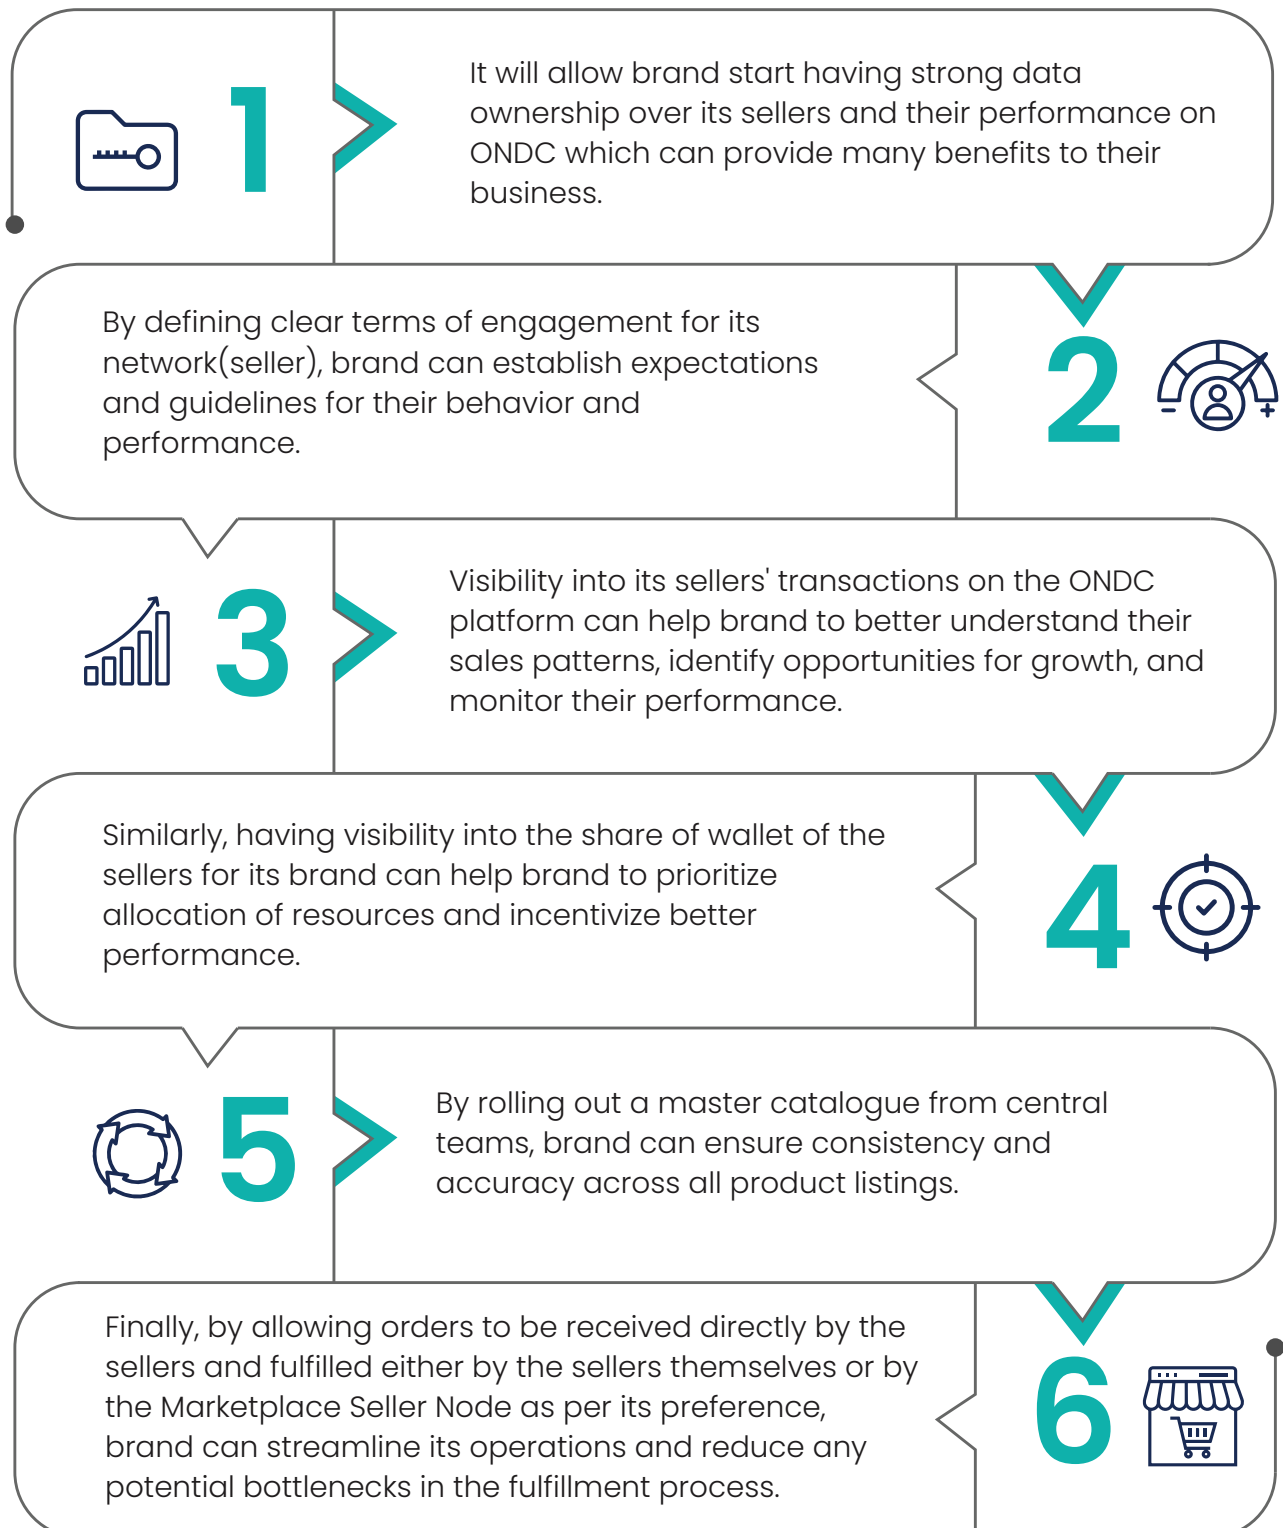 1
It will allow brand start having strong data
ownership over its sellers and their performance on
ONDC which can provide many benefits to their
business.
By defining clear terms of engagement for its
network(seller), brand can establish expectations
and guidelines for their behavior and
performance.
2
3
Visibility into its sellers' transactions on the ONDC
platform can help brand to better understand their
sales patterns, identify opportunities for growth, and
monitor their performance.
Similarly, having visibility into the share of wallet of the
sellers for its brand can help brand to prioritize
allocation of resources and incentivize better
performance.
4
5
By rolling out a master catalogue from central
teams, brand can ensure consistency and
accuracy across all product listings.
Finally, by allowing orders to be received directly by the
sellers and fulfilled either by the sellers themselves or by
the Marketplace Seller Node as per its preference,
brand can streamline its operations and reduce any
potential bottlenecks in the fulfillment process.
6